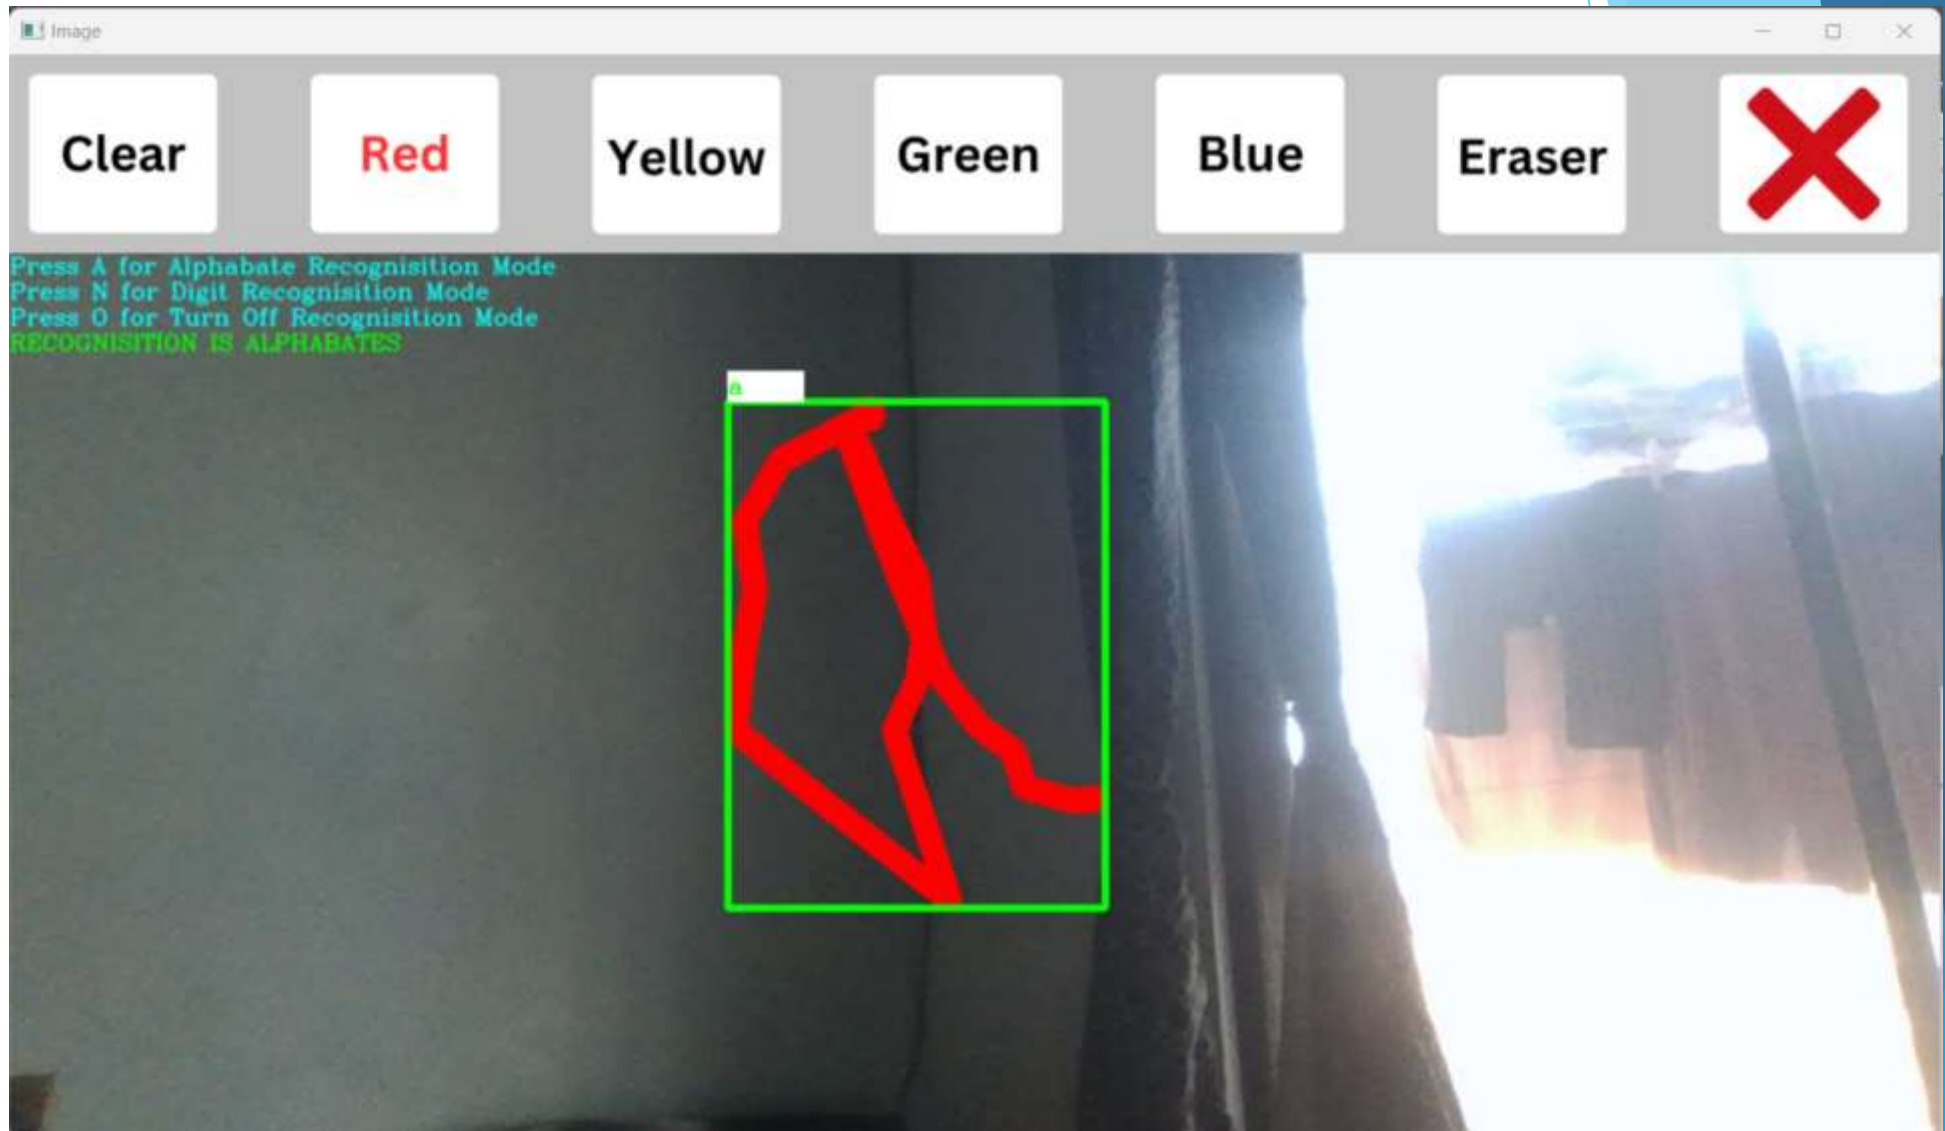 Image
Clear Red Yellow Green Blue Eraser
Press A for Alphabate Recognisition Mode
Press N for Digit Recognisition Mode
Press O for Turn Off Recognisition Mode
RECOGNISITION IS ALPHABATES
a